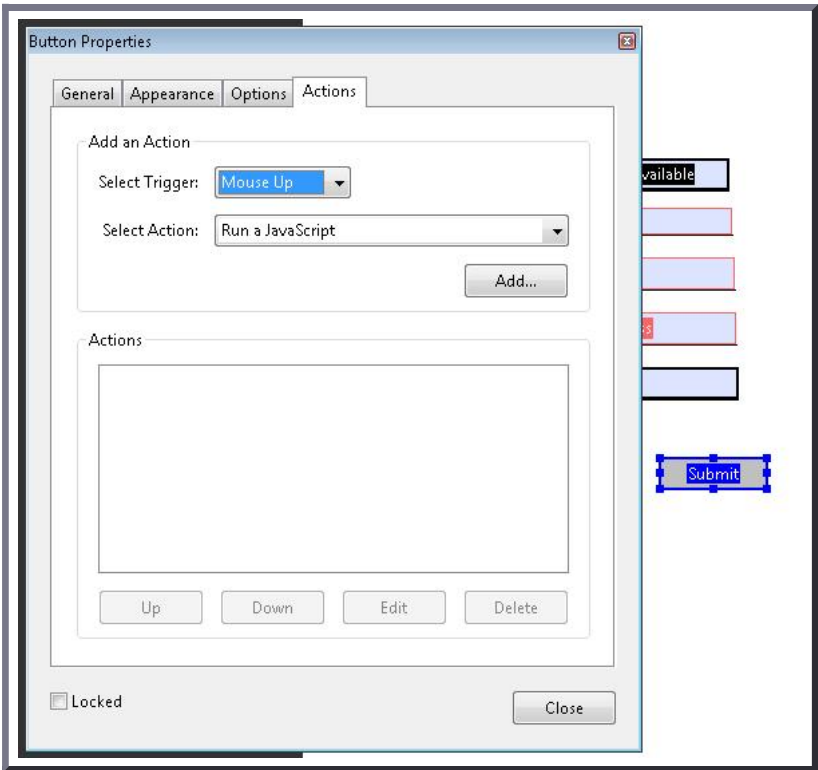 Button Properties
General Appearance Options Actions
Add an Action
Select Trigger: Mouse Up
Select Action: Run a JavaScript
Add...
Actions
Up Down Edit Delete
Locked
Close
Submit